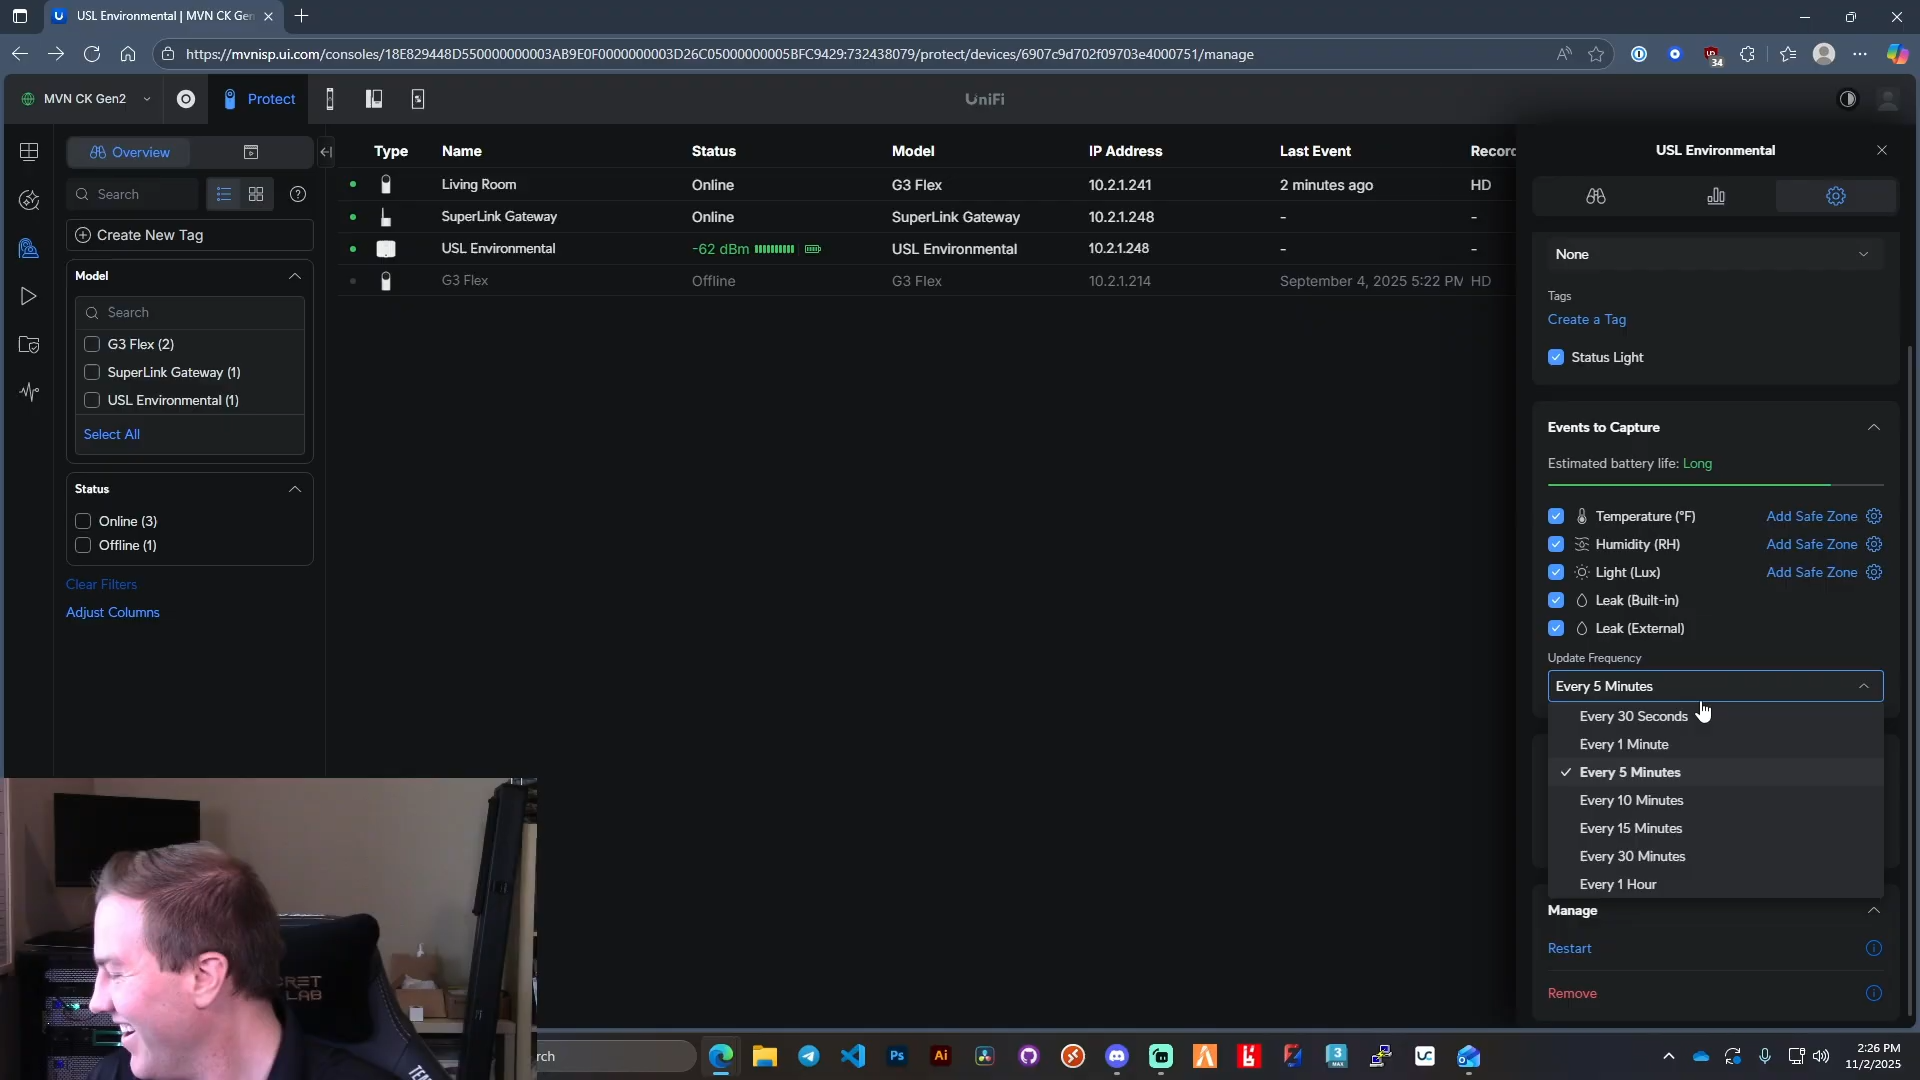 USL Environmental | MVN CK Gen
https://mvnisp.ui.com/consoles/18E829448D550000000003AB9E0F0000000003D26C05000000005BFC9429:732438079/protect/devices/6907c9d702f09703e4000751/manage
34
MVN CK Gen2
Protect
UniFi
Overview
Search
Create New Tag
Model
Search
G3 Flex (2)
SuperLink Gateway (1)
USL Environmental (1)
Select All
Status
Online (3)
Offline (1)
Clear Filters
Adjust Columns
Type Name Status Model IP Address Last Event Recorc
Living Room Online G3 Flex 10.2.1.241 2 minutes ago HD
SuperLink Gateway Online SuperLink Gateway 10.2.1.248 - -
USL Environmental -62 dBm USL Environmental 10.2.1.248 - -
G3 Flex Offline G3 Flex 10.2.1.214 September 4, 2025 5:22 PM HD
USL Environmental
None
Tags
Create a Tag
Status Light
Events to Capture
Estimated battery life: Long
Temperature (°F) Add Safe Zone
Humidity (RH) Add Safe Zone
Light (Lux) Add Safe Zone
Leak (Built-in)
Leak (External)
Update Frequency
Every 5 Minutes
Every 30 Seconds
Every 1 Minute
Every 5 Minutes
Every 10 Minutes
Every 15 Minutes
Every 30 Minutes
Every 1 Hour
Manage
Restart
Remove
CRET
LAB
rch
Ps
Ai
3
MAX
2:26 PM
11/2/2025